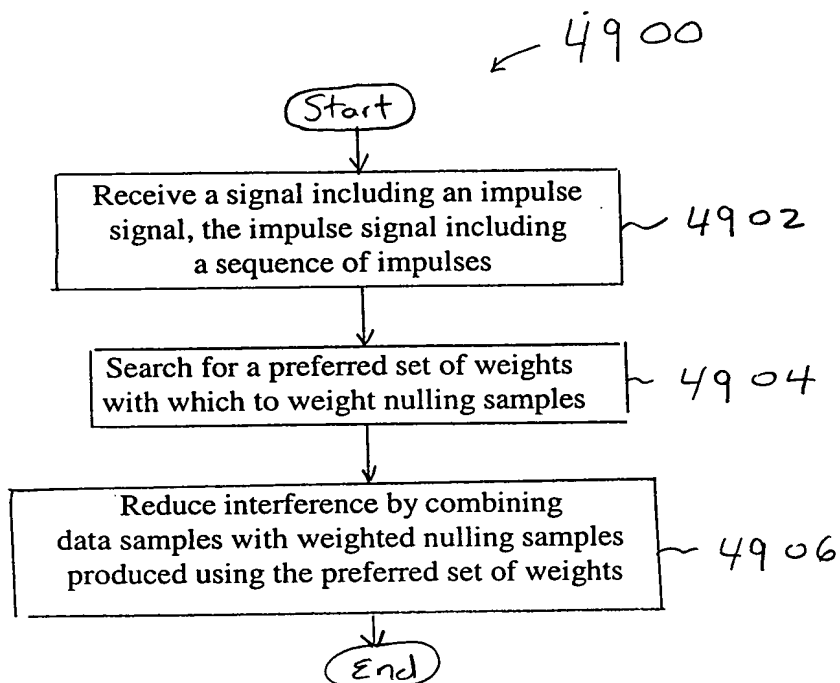 4900
Start
Receive a signal including an impulse
signal, the impulse signal including
a sequence of impulses
4902
Search for a preferred set of weights
with which to weight nulling samples
4904
Reduce interference by combining
data samples with weighted nulling samples
produced using the preferred set of weights
4906
End